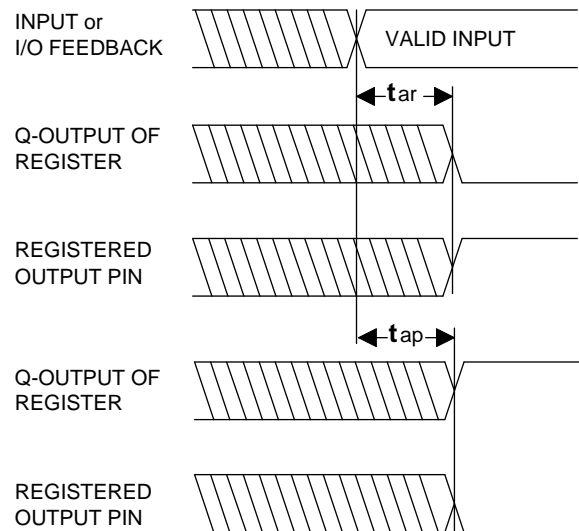 INPUT or
I/O FEEDBACK
VALID INPUT
tar
Q-OUTPUT OF
REGISTER
REGISTERED
OUTPUT PIN
tap
Q-OUTPUT OF
REGISTER
REGISTERED
OUTPUT PIN